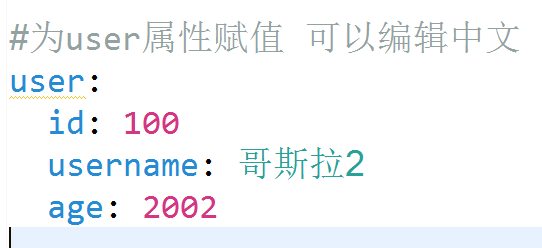 #为user属性赋值 可以编辑中文
user:
  id: 100
  username: 哥斯拉2
  age: 2002